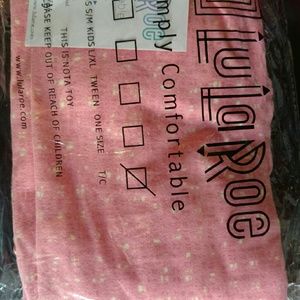 LuLaRoe
Simply Comfortable
S/M KIDS L/XL TWEEN ONE SIZE T/C
THIS IS NOT A TOY
KEEP OUT OF REACH OF CHILDREN
www.lularoe.com